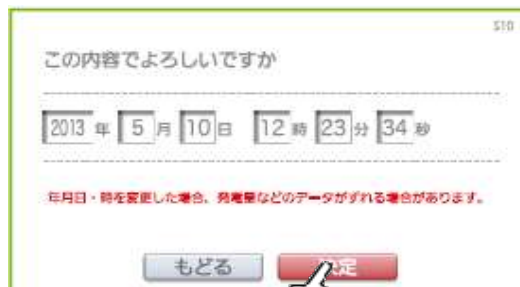 S10
この内容でよろしいですか
2013 年 5 月 10 日 12 時 23 分 34 秒
年月日・時を変更した場合、発電量などのデータがずれる場合があります。
もどる 決定